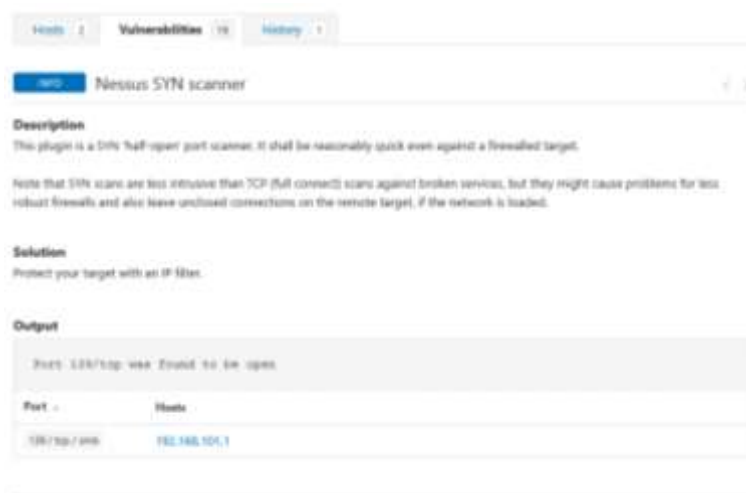 Hosts 2 Vulnerabilities History 1
INFO Nessus SYN scanner
Description
This plugin is a SYN 'half-open' port scanner. It shall be reasonably quick even against a firewalled target.
Note that SYN scans are less intrusive than TCP (full connect) scans against broken services, but they might cause problems for less
robust firewalls and also leave unclosed connections on the remote target, if the network is loaded.
Solution
Protect your target with an IP filter.
Output
Port 139/tcp was found to be open
Port Hosts
139 / tcp / smb 192.168.101.1